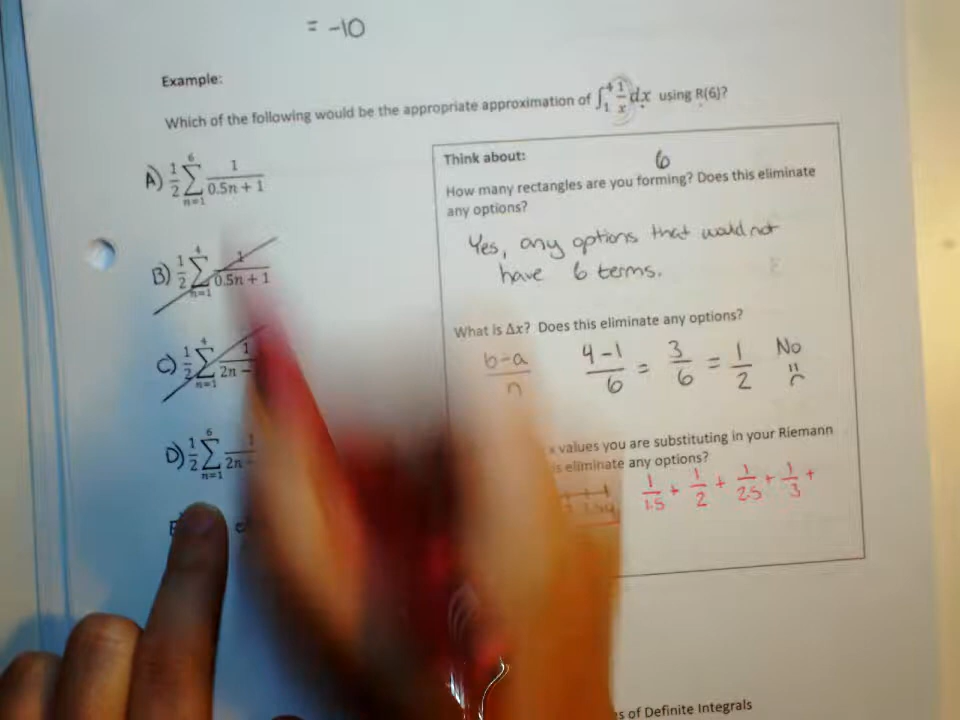 = -10
Example:
Which of the following would be the appropriate approximation of ∫₁⁴ 1/x dx using R(6)?
A) 1/2 ∑_{n=1}^{6} 1/(0.5n + 1)
B) 1/2 ∑_{n=1}^{4} 1/(0.5n + 1)
C) 1/2 ∑_{n=1}^{4} 1/2n −
D) 1/2 ∑_{n=1}^{6} 1/2n
Think about:
6
How many rectangles are you forming? Does this eliminate
any options?
Yes, any options that would not
have 6 terms.
What is Δx? Does this eliminate any options?
b-a/n 4-1/6 = 3/6 = 1/2 No
x values you are substituting in your Riemann
eliminate any options?
1/1.5 + 1/2 + 1/2.5 + 1/3 +
of Definite Integrals